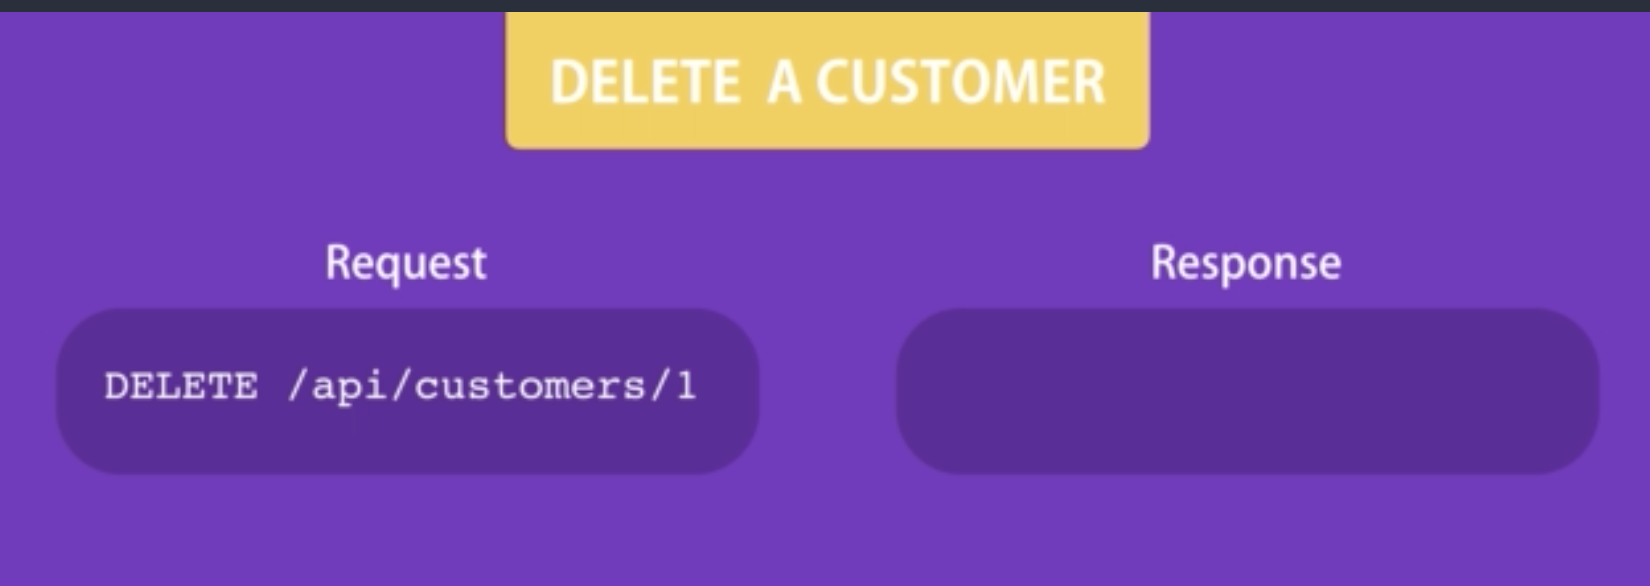 DELETE A CUSTOMER
Request
Response
DELETE /api/customers/1